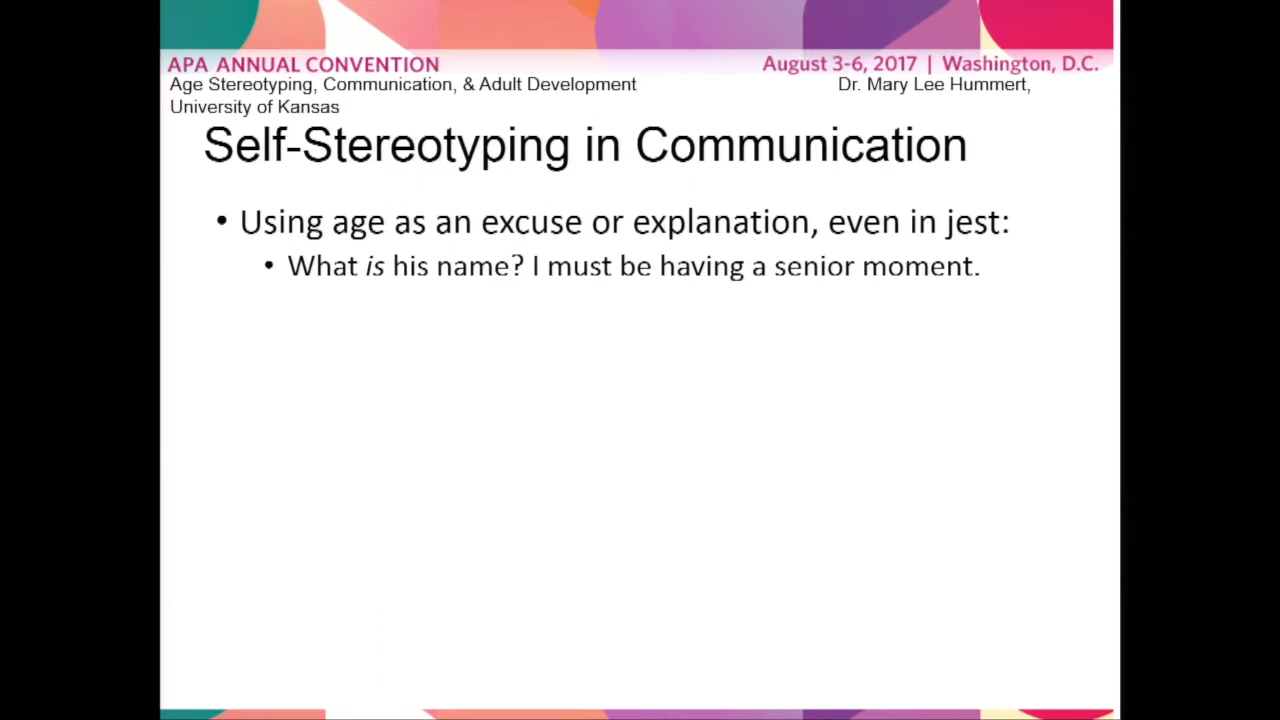 APA ANNUAL CONVENTION August 3-6, 2017 | Washington, D.C.
Age Stereotyping, Communication, & Adult Development Dr. Mary Lee Hummert,
University of Kansas
Self-Stereotyping in Communication
• Using age as an excuse or explanation, even in jest:
• What is his name? I must be having a senior moment.